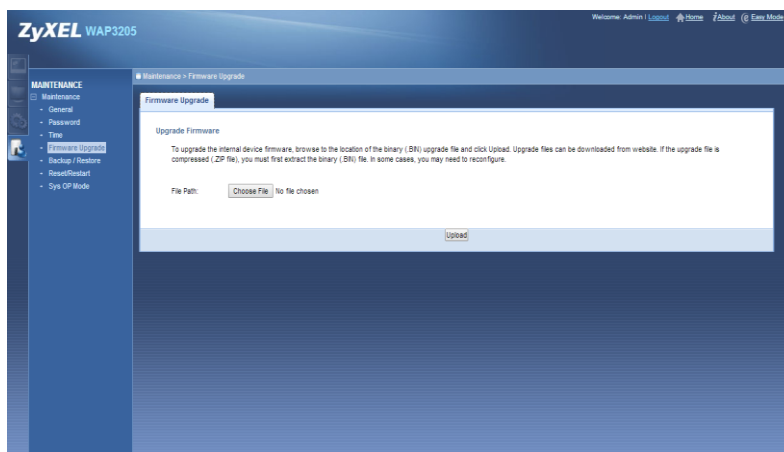 ZyXEL WAP3205
Welcome: Admin | Logout Home About Easy Mode
Maintenance > Firmware Upgrade
MAINTENANCE
Maintenance
- General
- Password
- Time
- Firmware Upgrade
- Backup / Restore
- Reset/Restart
- Sys OP Mode
Firmware Upgrade
Upgrade Firmware
To upgrade the internal device firmware, browse to the location of the binary (.BIN) upgrade file and click Upload. Upgrade files can be downloaded from website. If the upgrade file is
compressed (.ZIP file), you must first extract the binary (.BIN) file. In some cases, you may need to reconfigure.
File Path: Choose File No file chosen
Upload